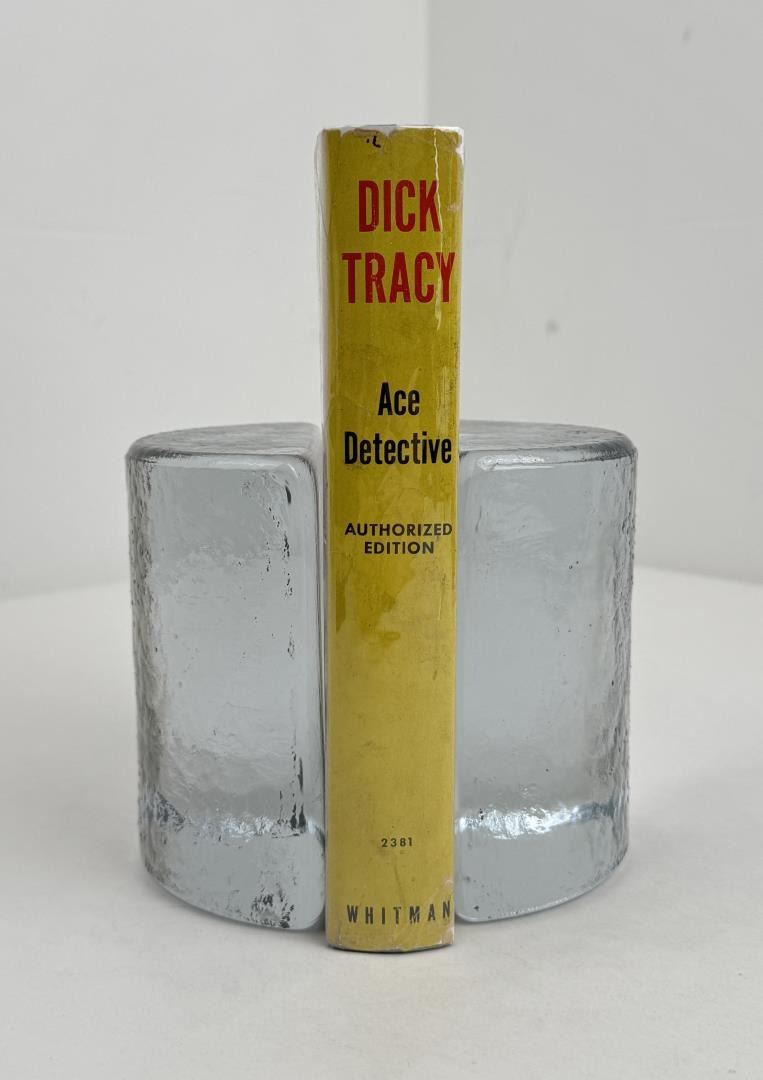 DICK
TRACY
Ace
Detective
AUTHORIZED
EDITION
2381
WHITMAN